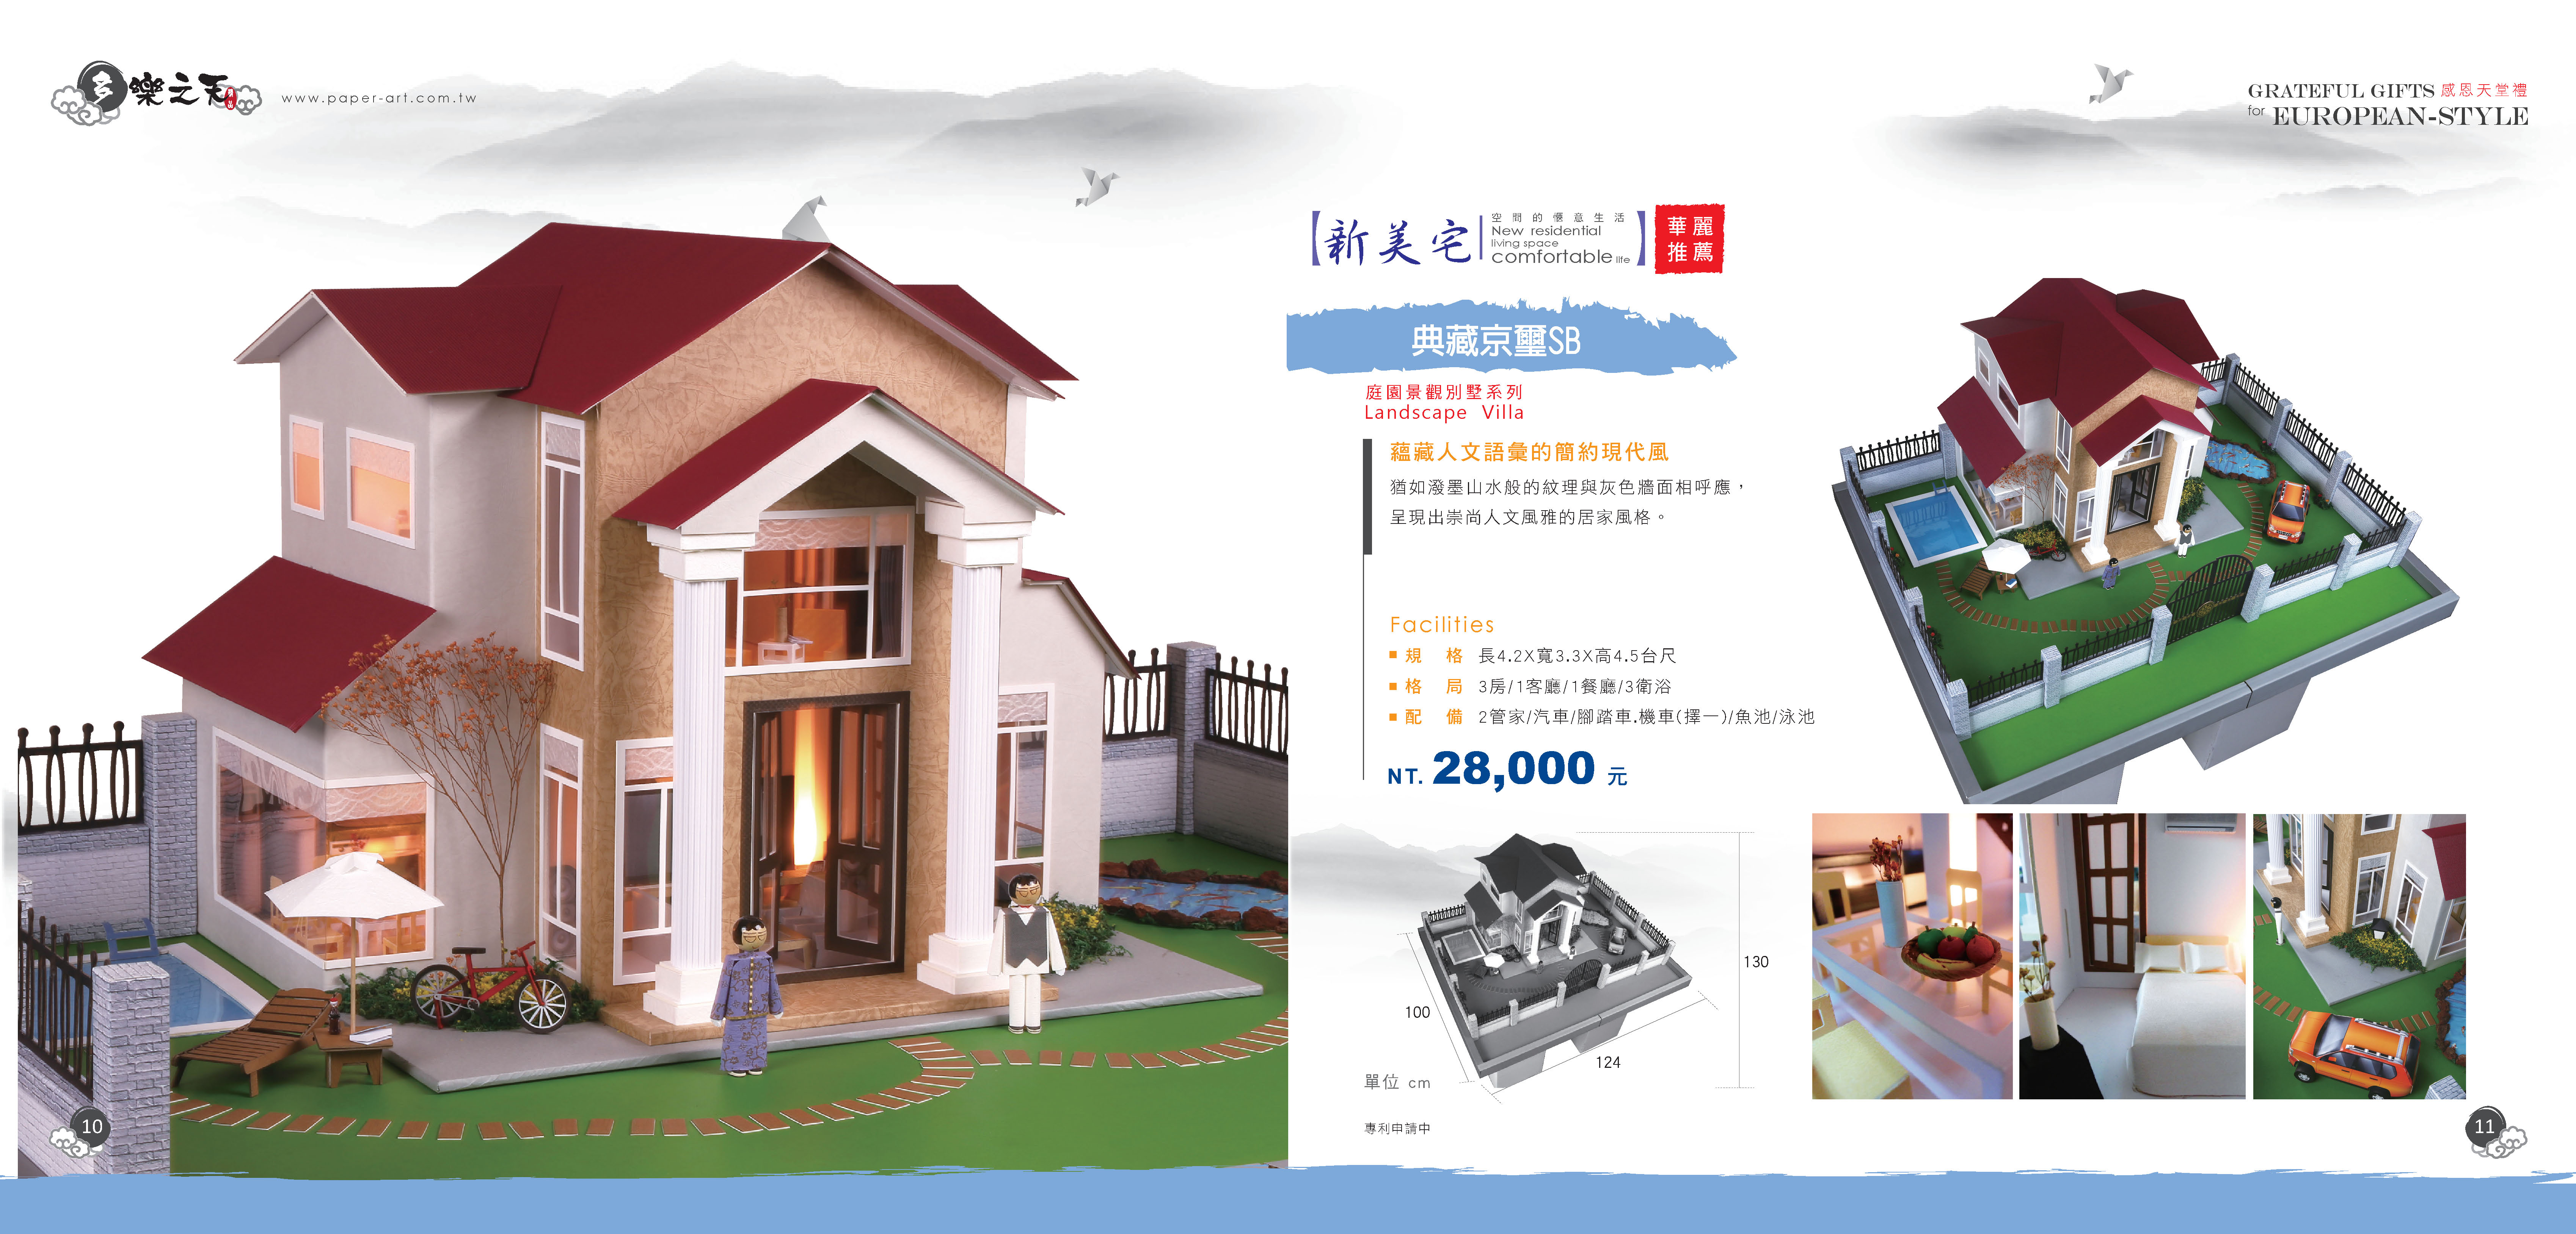 多樂之天
www.paper-art.com.tw
GRATEFUL GIFTS 感恩天堂禮
for EUROPEAN-STYLE
【新美宅|
空間的愜意生活
New residential
living space
comfortable life】
華麗
推薦
典藏京璽SB
庭園景觀別墅系列
Landscape Villa
蘊藏人文語彙的簡約現代風
猶如潑墨山水般的紋理與灰色牆面相呼應，
呈現出崇尚人文風雅的居家風格。
Facilities
■ 規 格 長4.2X寬3.3X高4.5台尺
■ 格 局 3房/1客廳/1餐廳/3衛浴
■ 配 備 2管家/汽車/腳踏車.機車(擇一)/魚池/泳池
NT. 28,000 元
130
100
124
單位 cm
專利申請中
10
11